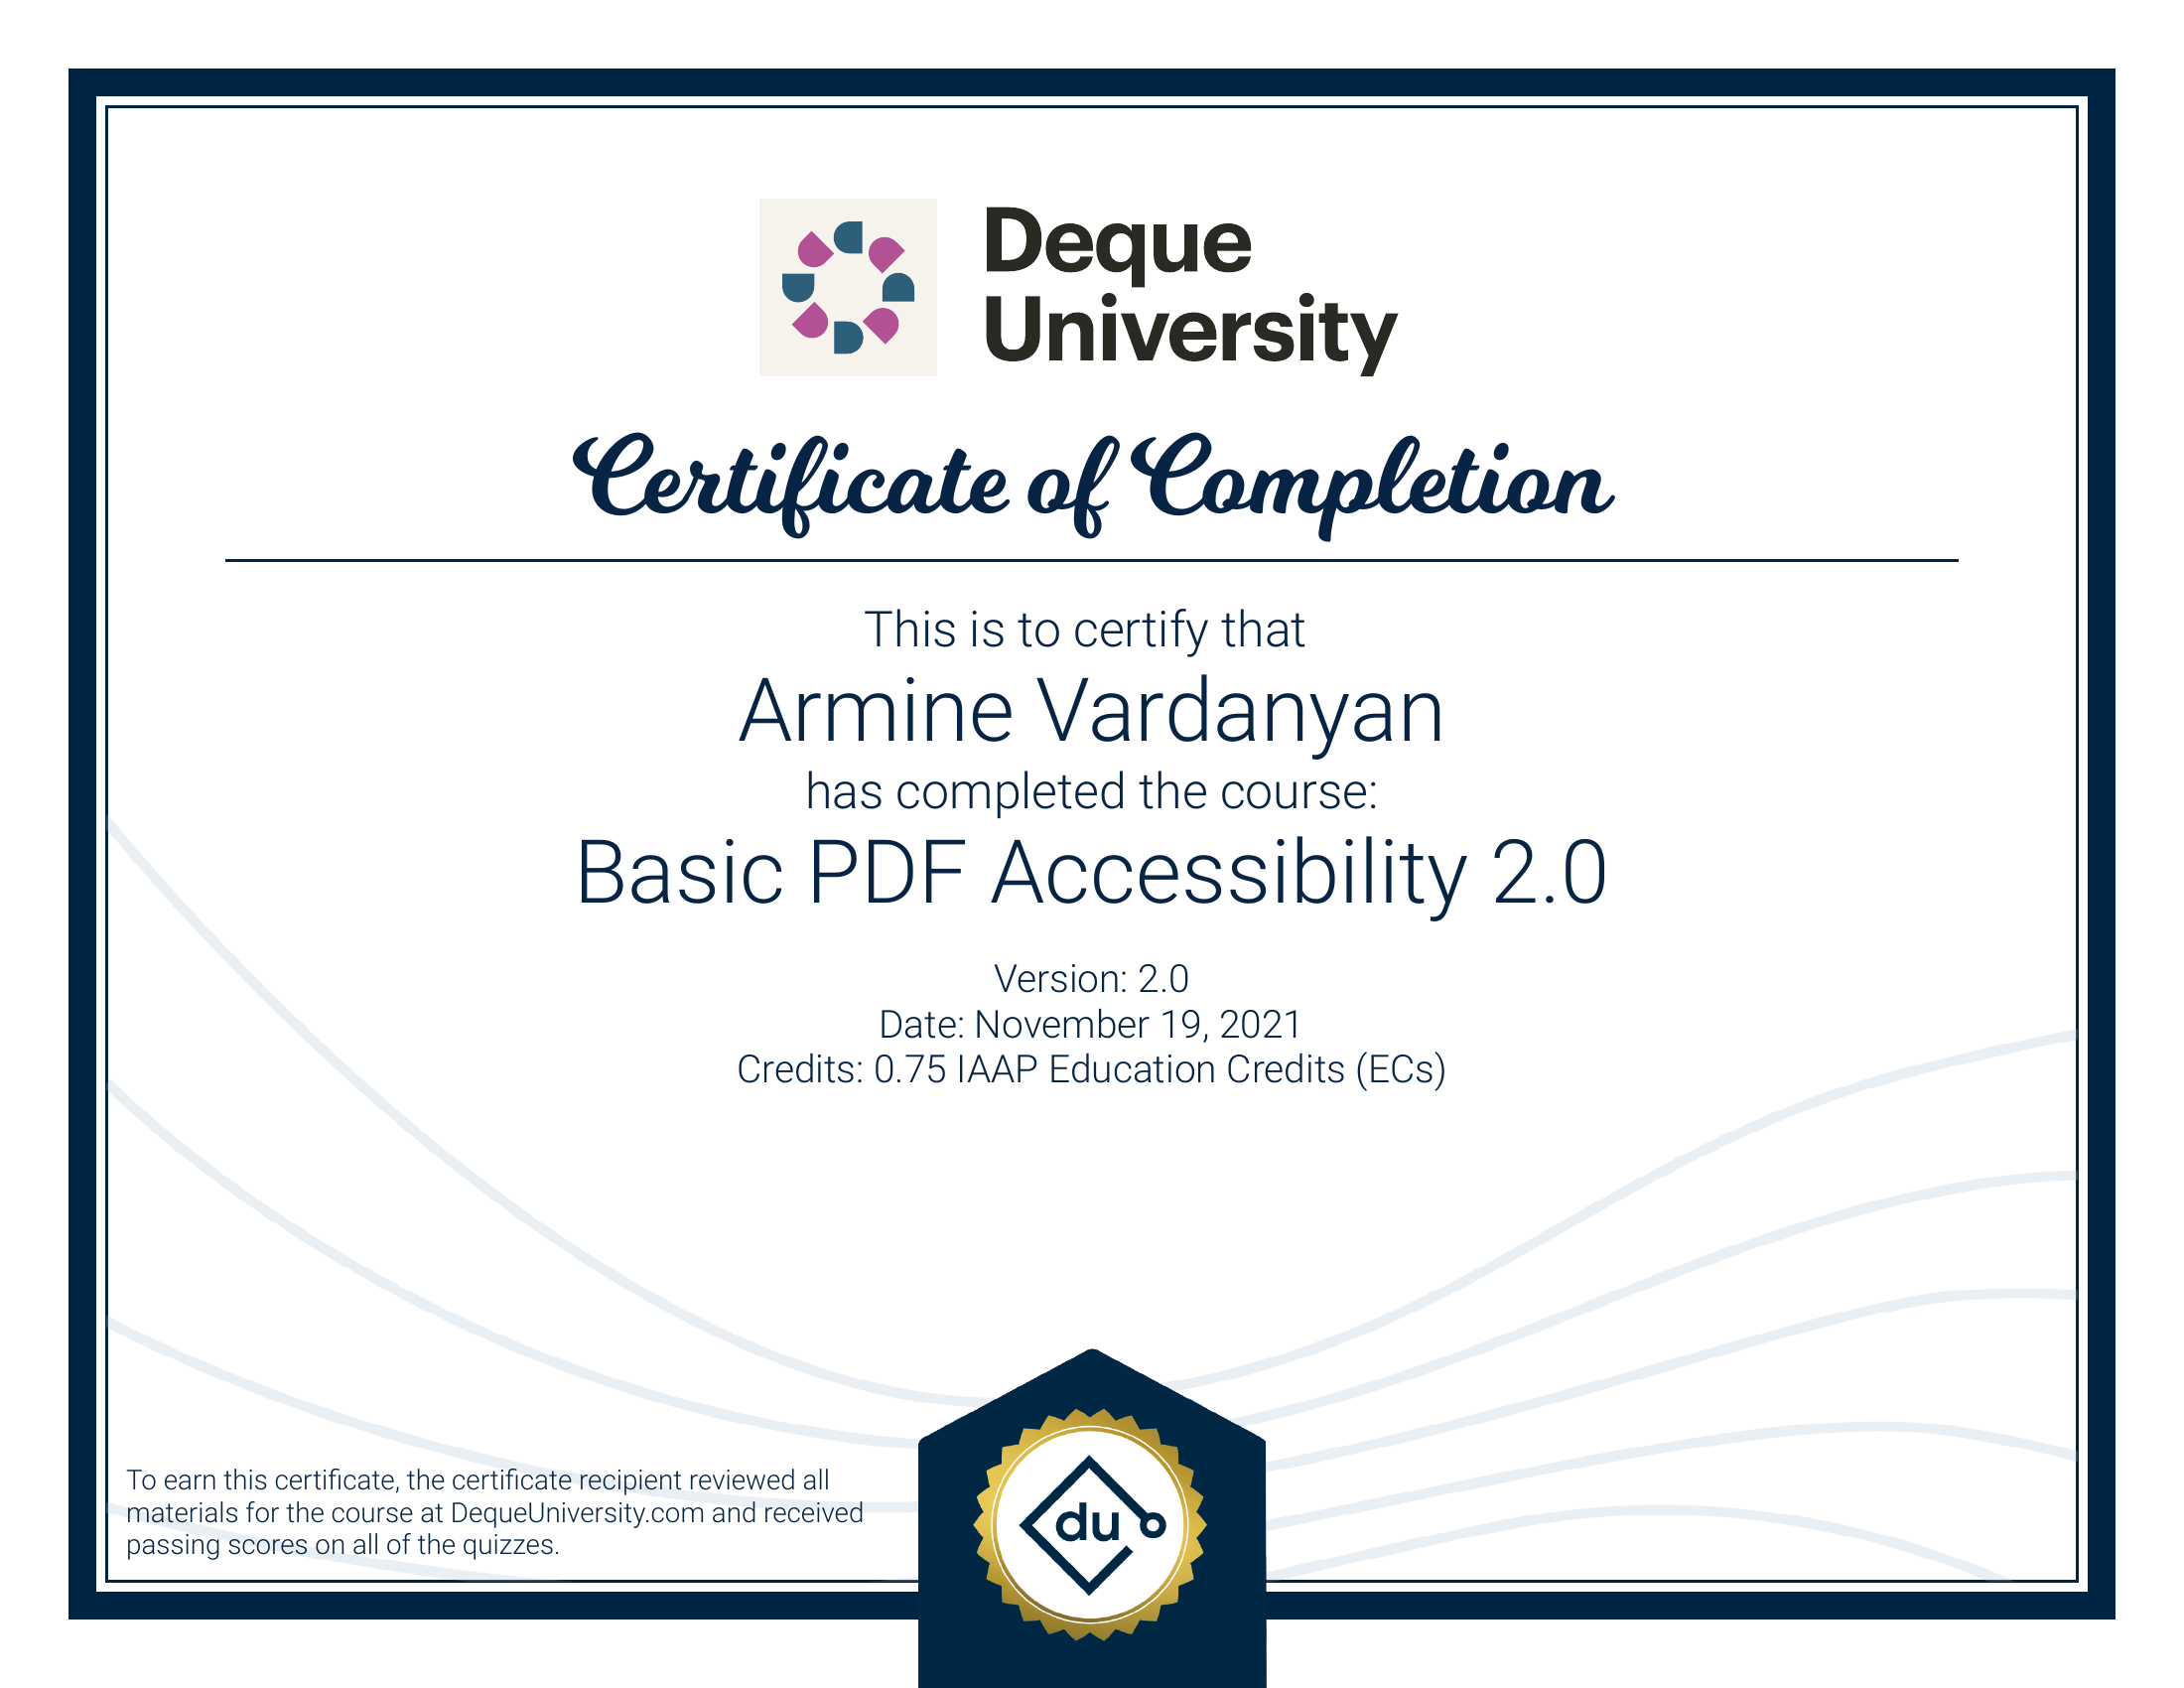 Deque
University
Certificate of Completion
This is to certify that
Armine Vardanyan
has completed the course:
Basic PDF Accessibility 2.0
Version: 2.0
Date: November 19, 2021
Credits: 0.75 IAAP Education Credits (ECs)
To earn this certificate, the certificate recipient reviewed all
materials for the course at DequeUniversity.com and received
passing scores on all of the quizzes.
du